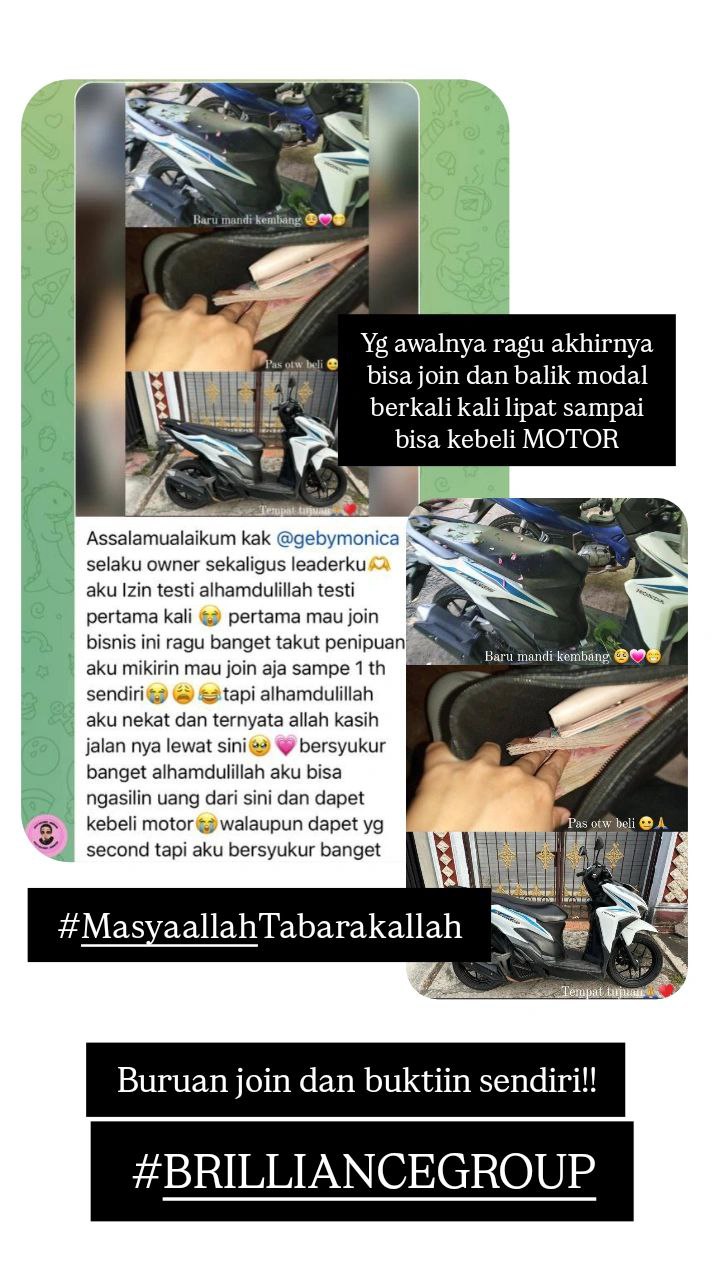 HONDA
Baru mandi kembang 🥺💗😁
Pas otw beli
Tempat tujuan🙏❤️
Yg awalnya ragu akhirnya
bisa join dan balik modal
berkali kali lipat sampai
bisa kebeli MOTOR
Assalamualaikum kak @gebymonica
selaku owner sekaligus leaderku🫶
aku Izin testi alhamdulillah testi
pertama kali 😭 pertama mau join
bisnis ini ragu banget takut penipuan
aku mikirin mau join aja sampe 1 th
sendiri😭😩😂tapi alhamdulillah
aku nekat dan ternyata allah kasih
jalan nya lewat sini🥹💗bersyukur
banget alhamdulillah aku bisa
ngasilin uang dari sini dan dapet
kebeli motor😭walaupun dapet yg
second tapi aku bersyukur banget
HONDA
Baru mandi kembang 🥺💗😁
Pas otw beli 😐🙏
Tempat tujuan🙏❤️
#MasyaallahTabarakallah
Buruan join dan buktiin sendiri!!
#BRILLIANCEGROUP